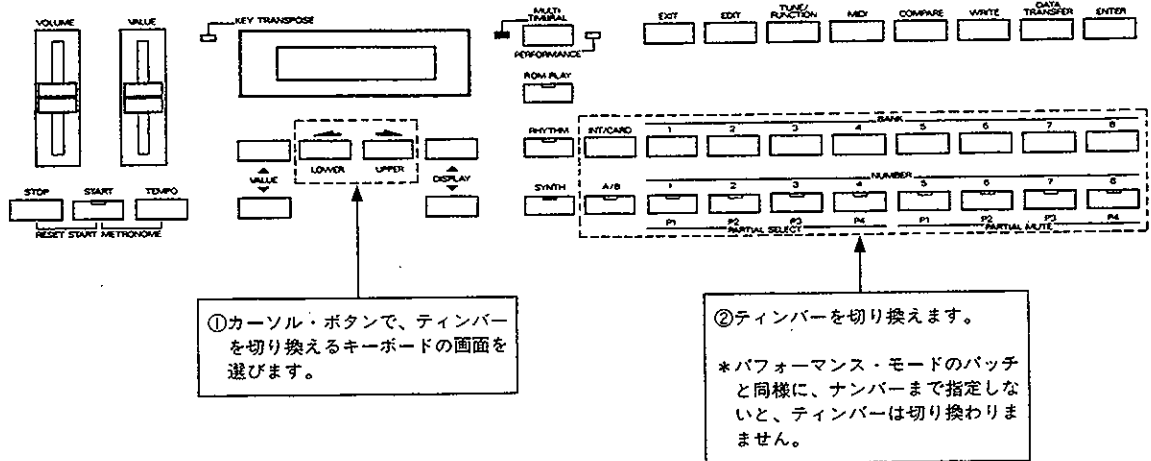 VOLUME
VALUE
KEY TRANSPOSE
MULTI
TIMBRAL
PERFORMANCE
EXIT
EDIT
TUNE/
FUNCTION
MIDI
COMPARE
WRITE
DATA
TRANSFER
ENTER
ROM PLAY
BANK
RHYTHM
INT/CARD
1
2
3
4
5
6
7
8
LOWER
UPPER
VALUE
DISPLAY
NUMBER
SYNTH
A/B
1
2
3
4
5
6
7
8
P1
P2
P3
P4
P1
P2
P3
P4
PARTIAL SELECT
PARTIAL MUTE
STOP
START
TEMPO
RESET START
METRONOME
①カーソル・ボタンで、ティンバー
を切り換えるキーボードの画面を
選びます。
②ティンバーを切り換えます。
*パフォーマンス・モードのパッチ
と同様に、ナンバーまで指定しな
いと、ティンバーは切り換わりま
ません。